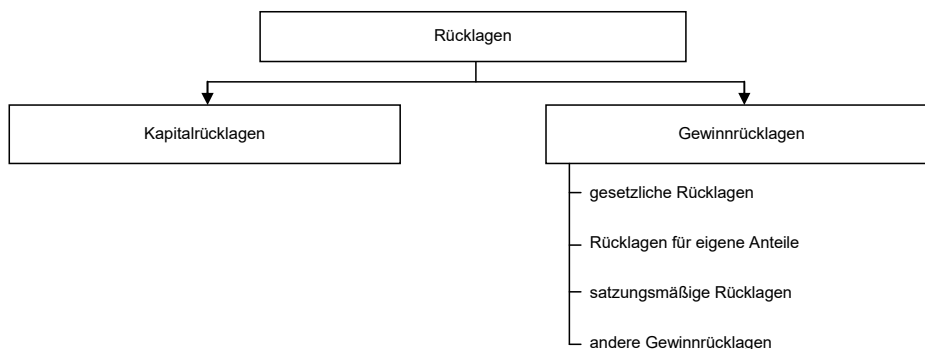 Rücklagen
Kapitalrücklagen
Gewinnrücklagen
gesetzliche Rücklagen
Rücklagen für eigene Anteile
satzungsmäßige Rücklagen
andere Gewinnrücklagen